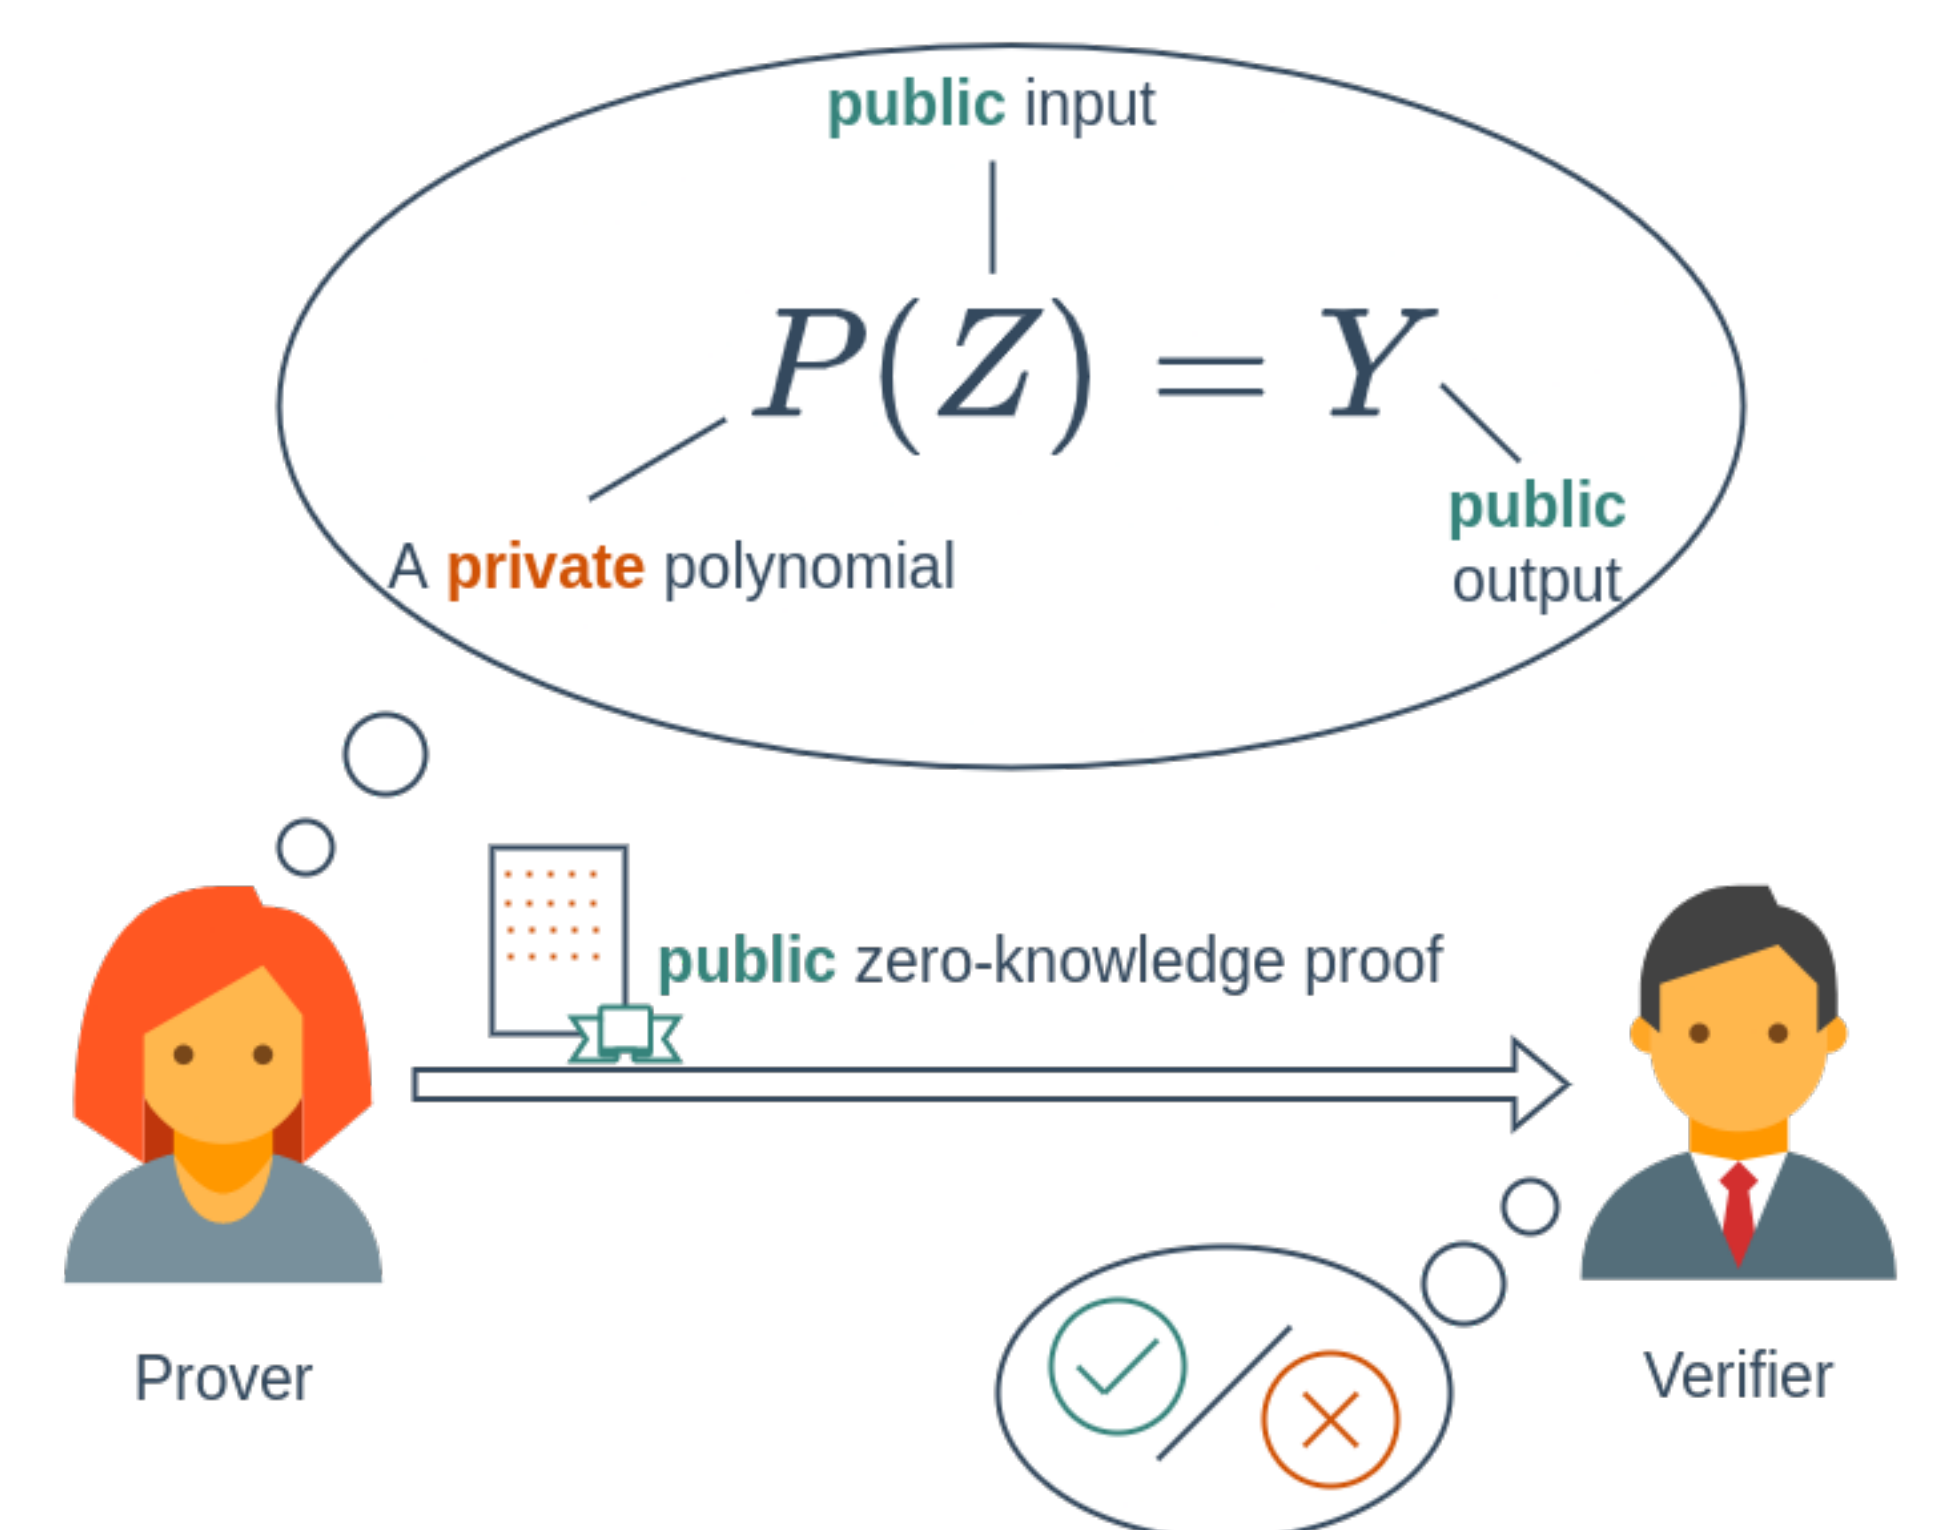 public input
P(Z) = Y
A private polynomial
public
output
public zero-knowledge proof
Prover
Verifier